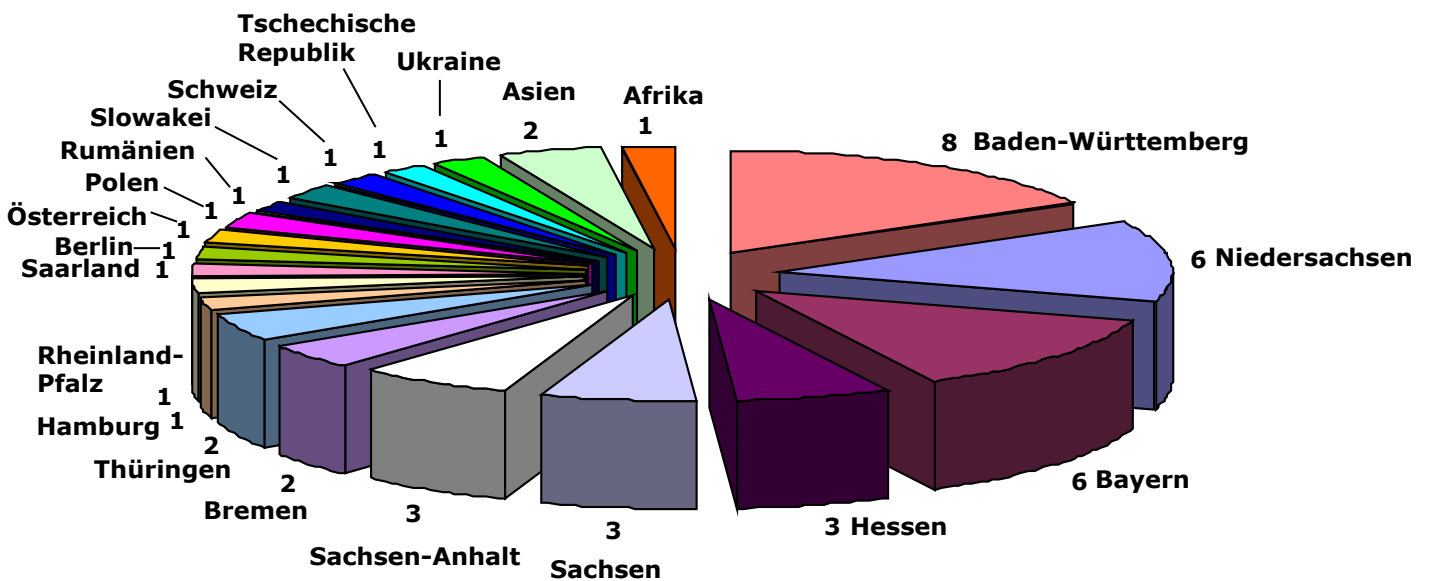 Tschechische
Republik
1
Ukraine
1
Asien
2
Afrika
1
8 Baden-Württemberg
6 Niedersachsen
6 Bayern
3 Hessen
3
Sachsen
3
Sachsen-Anhalt
2
Bremen
2
Thüringen
Hamburg 1
Rheinland-
Pfalz
1
Saarland 1
Berlin 1
Österreich 1
Polen 1
Rumänien 1
Slowakei 1
Schweiz 1